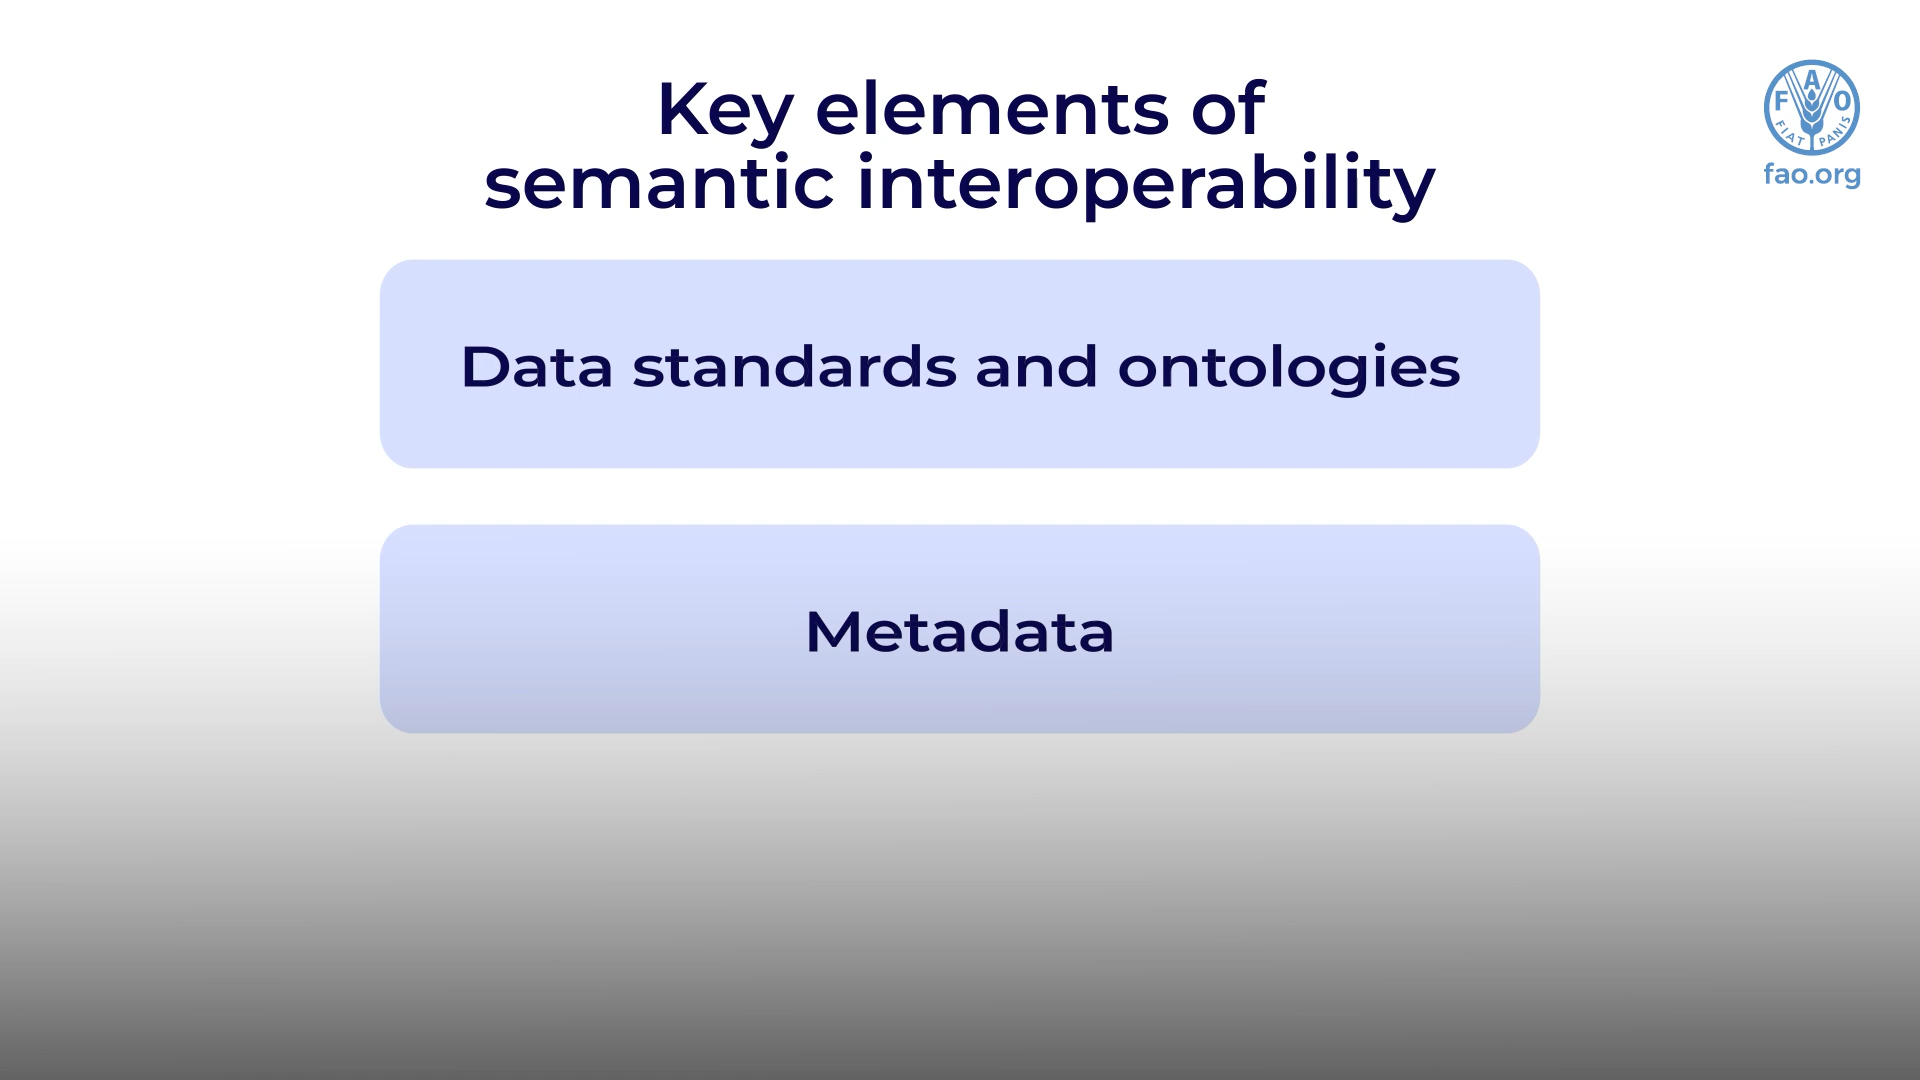 Key elements of
semantic interoperability
F A O
FIAT PANIS
fao.org
Data standards and ontologies
Metadata